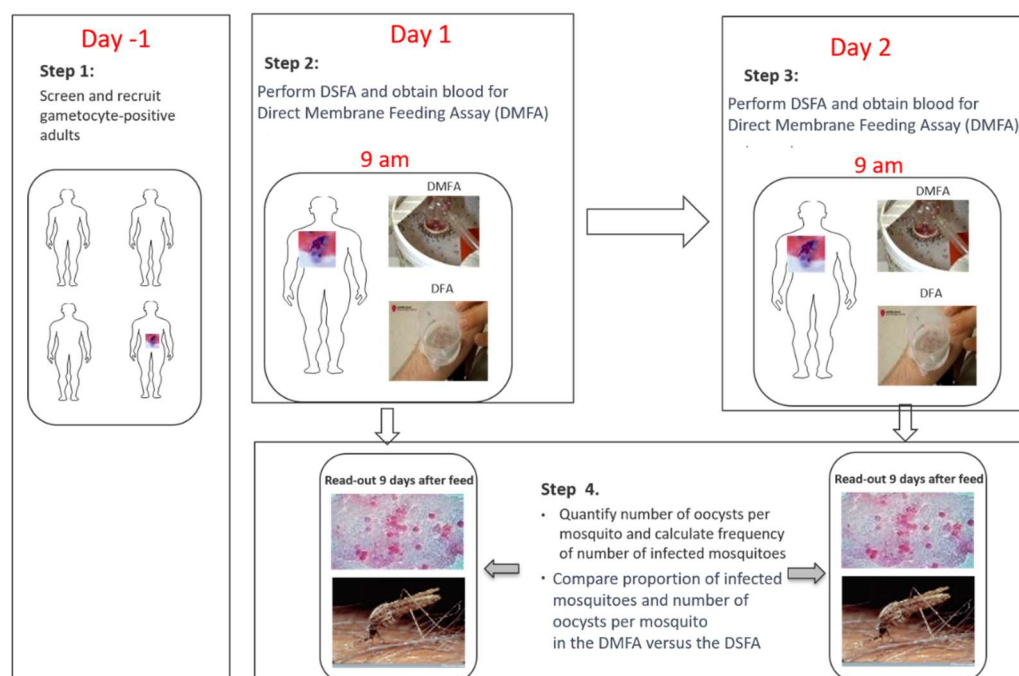 Day -1
Step 1:
Screen and recruit
gametocyte-positive
adults
Day 1
Step 2:
Perform DSFA and obtain blood for
Direct Membrane Feeding Assay (DMFA)
9 am
DMFA
DFA
Day 2
Step 3:
Perform DSFA and obtain blood for
Direct Membrane Feeding Assay (DMFA)
9 am
DMFA
DFA
Read-out 9 days after feed
Step 4.
• Quantify number of oocysts per
mosquito and calculate frequency
of number of infected mosquitoes
• Compare proportion of infected
mosquitoes and number of
oocysts per mosquito
in the DMFA versus the DSFA
Read-out 9 days after feed